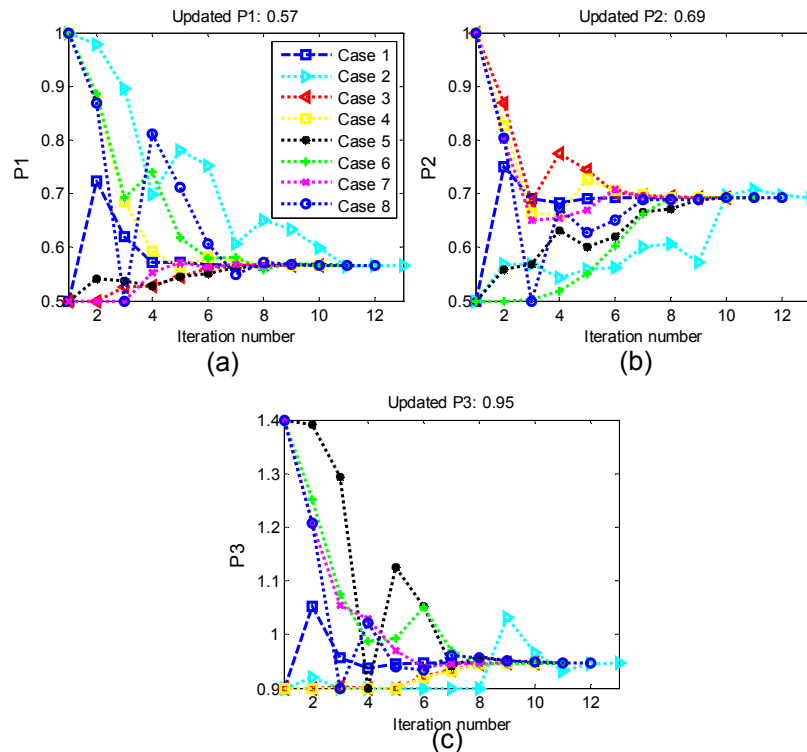 Updated P1: 0.57
1
0.9
0.8
0.7
0.6
0.5
P1
2 4 6 8 10 12
Iteration number
Case 1
Case 2
Case 3
Case 4
Case 5
Case 6
Case 7
Case 8
(a)
Updated P2: 0.69
1
0.9
0.8
0.7
0.6
0.5
P2
2 4 6 8 10 12
Iteration number
(b)
Updated P3: 0.95
1.4
1.3
1.2
1.1
1
0.9
P3
2 4 6 8 10 12
Iteration number
(c)